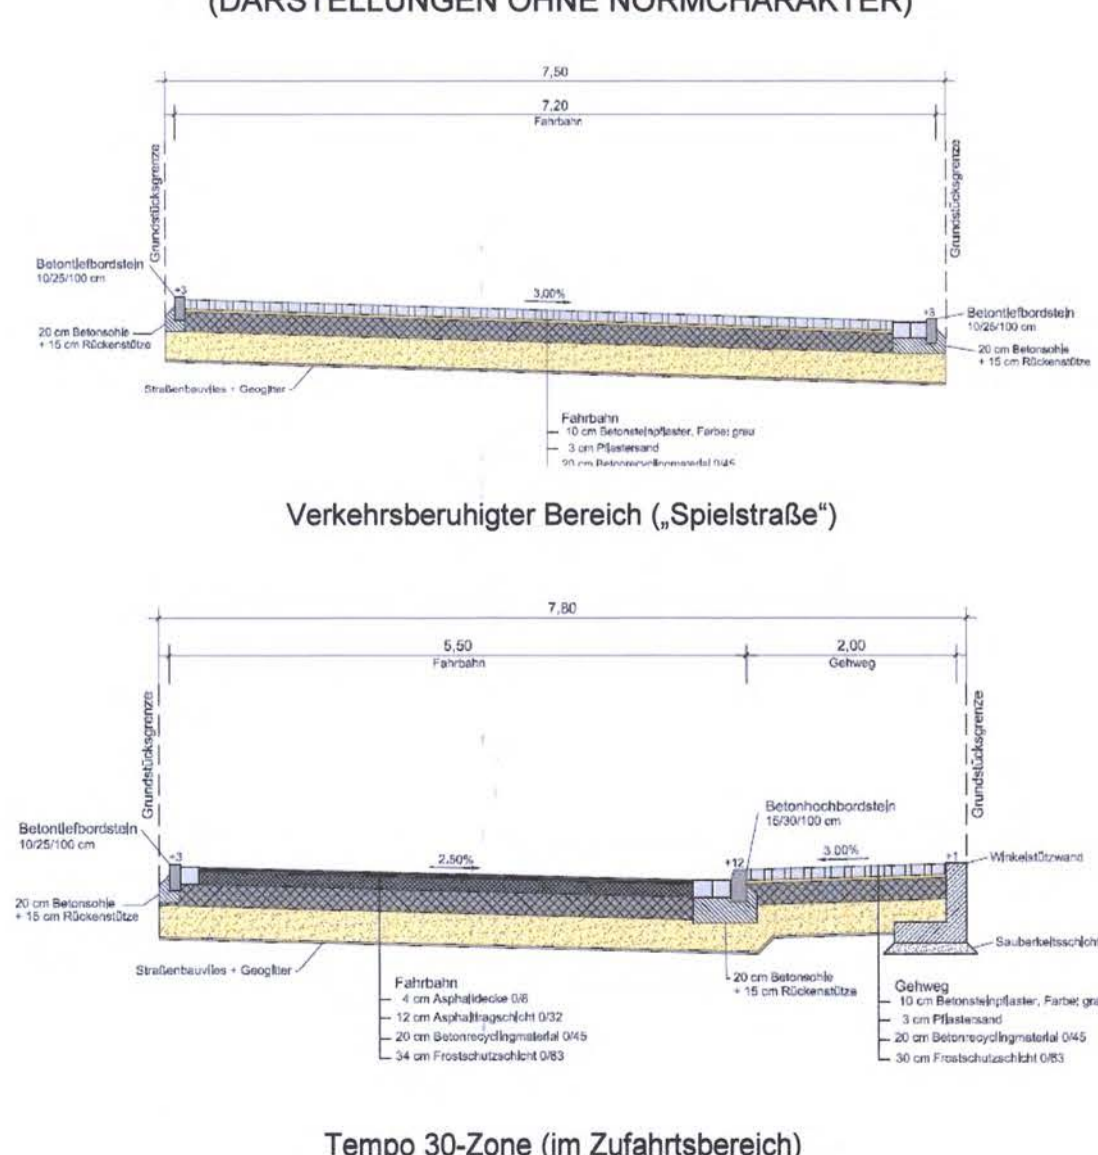 (DARSTELLUNGEN OHNE NORMCHARAKTER)
7,50
7,20
Fahrbahn
Grundstücksgrenze
Grundstücksgrenze
Betontiefbordstein
10/25/100 cm
+3
3,00%
+3
Betontiefbordstein
10/25/100 cm
20 cm Betonsohle
+ 15 cm Rückenstütze
20 cm Betonsohle
+ 15 cm Rückenstütze
Straßenbauvlies + Geogitter
Fahrbahn
10 cm Betonsteinpflaster, Farbe: grau
3 cm Pflastersand
20 cm Betonrecyclingmaterial 0/45
Verkehrsberuhigter Bereich („Spielstraße“)
7,80
5,50
Fahrbahn
2,00
Gehweg
Grundstücksgrenze
Grundstücksgrenze
Betontiefbordstein
10/25/100 cm
+3
2,50%
Betonhochbordstein
15/30/100 cm
+12
3,00%
+1
Winkelstützwand
20 cm Betonsohle
+ 15 cm Rückenstütze
Straßenbauvlies + Geogitter
Sauberkeitsschicht
20 cm Betonsohle
+ 15 cm Rückenstütze
Fahrbahn
4 cm Asphaltdecke 0/8
12 cm Asphalttragschicht 0/32
20 cm Betonrecyclingmaterial 0/45
34 cm Frostschutzschicht 0/63
Gehweg
10 cm Betonsteinpflaster, Farbe: gra
3 cm Pflastersand
20 cm Betonrecyclingmaterial 0/45
30 cm Frostschutzschicht 0/63
Tempo 30-Zone (im Zufahrtsbereich)